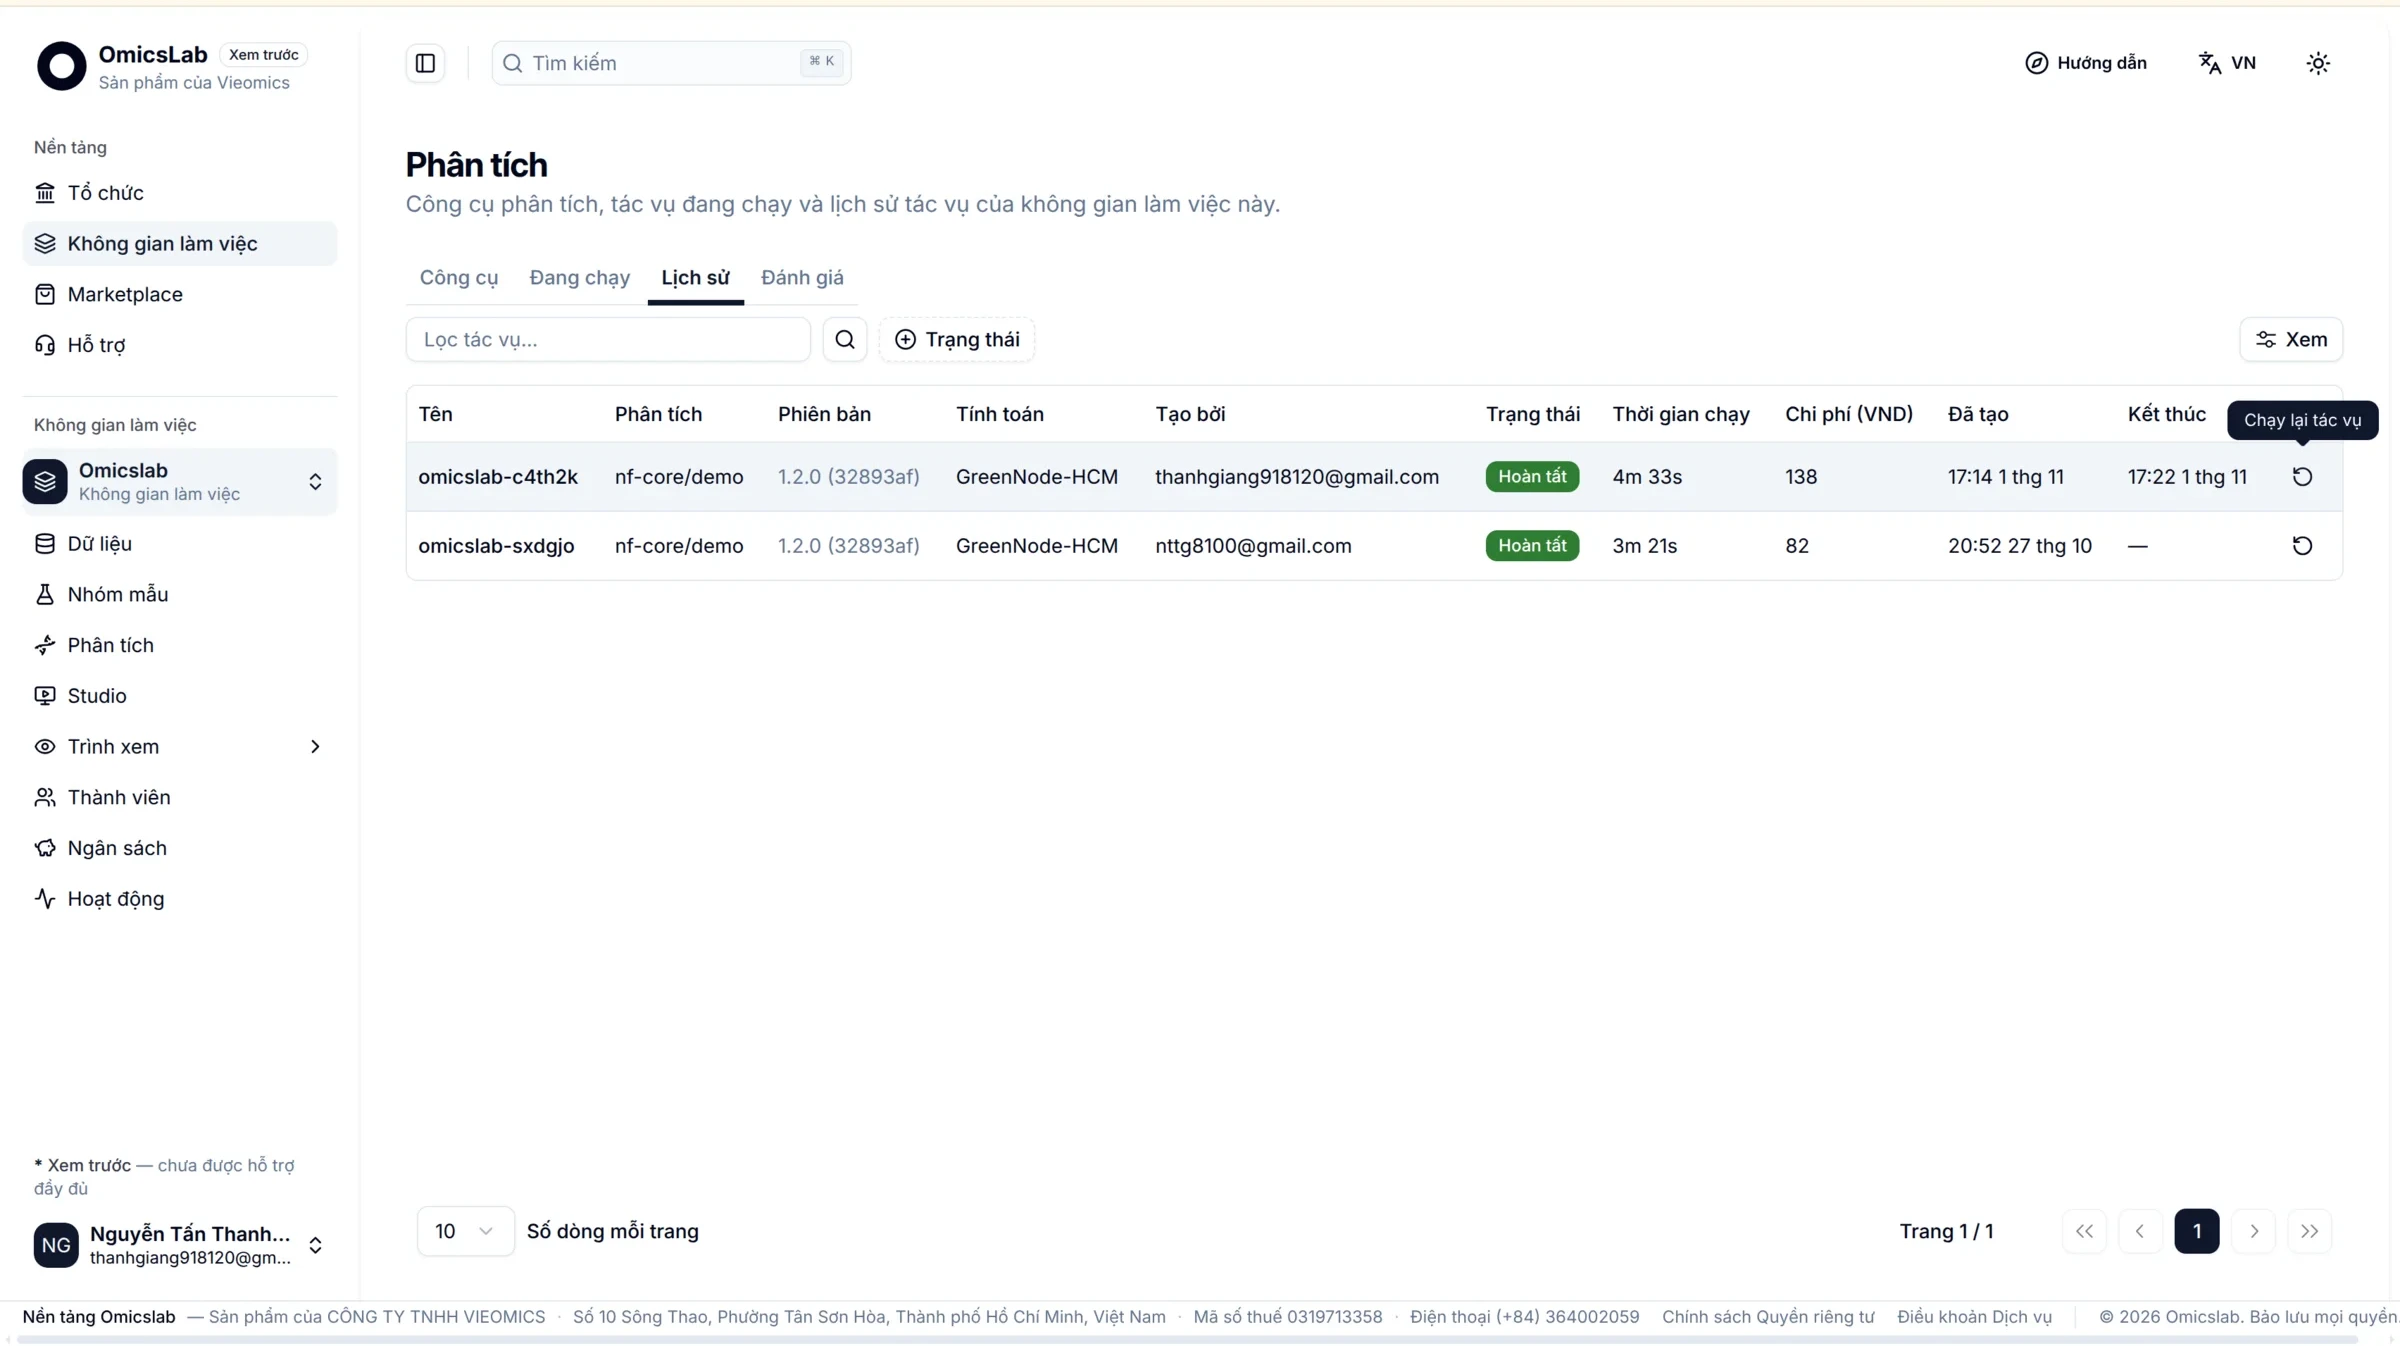 OmicsLab Xem trước
Sản phẩm của Vieomics
Nền tảng
Tổ chức
Không gian làm việc
Marketplace
Hỗ trợ
Không gian làm việc
Omicslab
Không gian làm việc
Dữ liệu
Nhóm mẫu
Phân tích
Studio
Trình xem
Thành viên
Ngân sách
Hoạt động
* Xem trước — chưa được hỗ trợ
đầy đủ
NG
Nguyễn Tấn Thanh...
thanhgiang918120@gm...
Tìm kiếm ⌘ K
Hướng dẫn VN
Phân tích
Công cụ phân tích, tác vụ đang chạy và lịch sử tác vụ của không gian làm việc này.
Công cụ Đang chạy Lịch sử Đánh giá
Lọc tác vụ... Trạng thái Xem
Tên Phân tích Phiên bản Tính toán Tạo bởi Trạng thái Thời gian chạy Chi phí (VND) Đã tạo Kết thúc
Chạy lại tác vụ
omicslab-c4th2k nf-core/demo 1.2.0 (32893af) GreenNode-HCM thanhgiang918120@gmail.com Hoàn tất 4m 33s 138 17:14 1 thg 11 17:22 1 thg 11
omicslab-sxdgjo nf-core/demo 1.2.0 (32893af) GreenNode-HCM nttg8100@gmail.com Hoàn tất 3m 21s 82 20:52 27 thg 10 —
10 Số dòng mỗi trang
Trang 1 / 1 1
Nền tảng Omicslab — Sản phẩm của CÔNG TY TNHH VIEOMICS · Số 10 Sông Thao, Phường Tân Sơn Hòa, Thành phố Hồ Chí Minh, Việt Nam · Mã số thuế 0319713358 · Điện thoại (+84) 364002059 Chính sách Quyền riêng tư Điều khoản Dịch vụ © 2026 Omicslab. Bảo lưu mọi quyền.